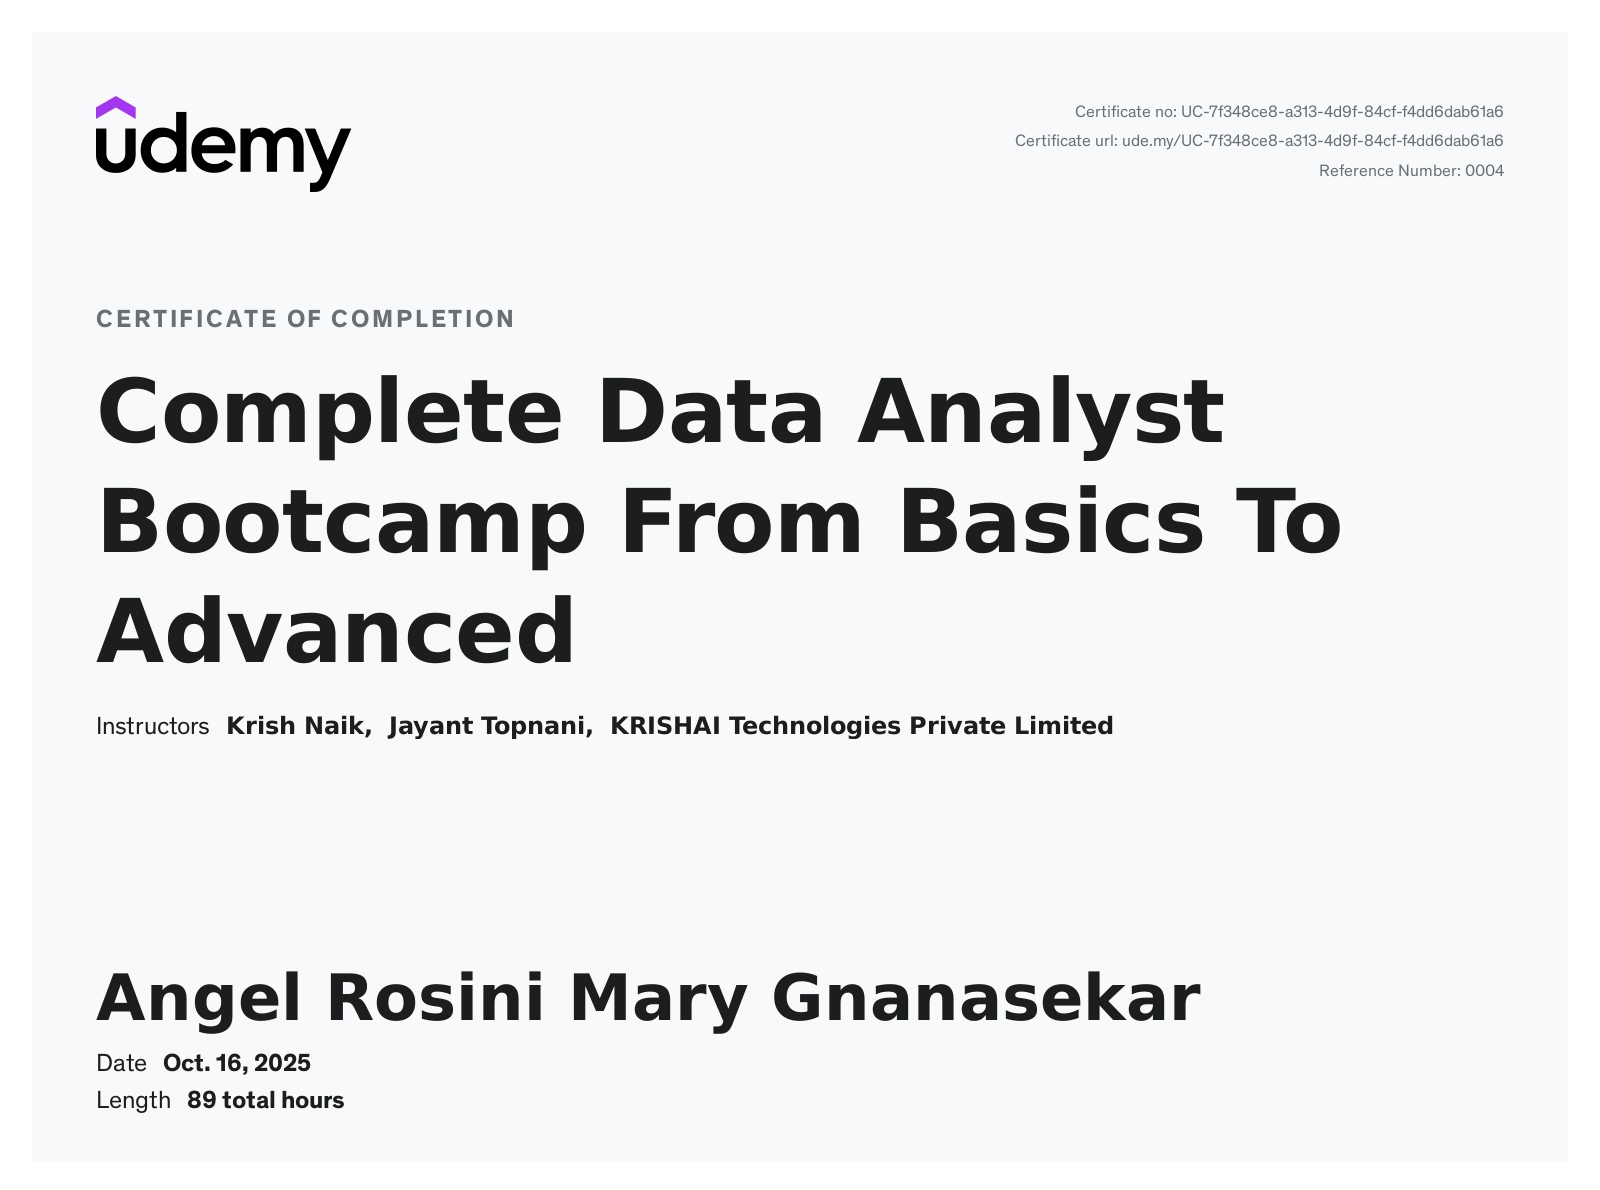 udemy
Certificate no: UC-7f348ce8-a313-4d9f-84cf-f4dd6dab61a6
Certificate url: ude.my/UC-7f348ce8-a313-4d9f-84cf-f4dd6dab61a6
Reference Number: 0004
CERTIFICATE OF COMPLETION
Complete Data Analyst
Bootcamp From Basics To
Advanced
Instructors Krish Naik, Jayant Topnani, KRISHAI Technologies Private Limited
Angel Rosini Mary Gnanasekar
Date Oct. 16, 2025
Length 89 total hours